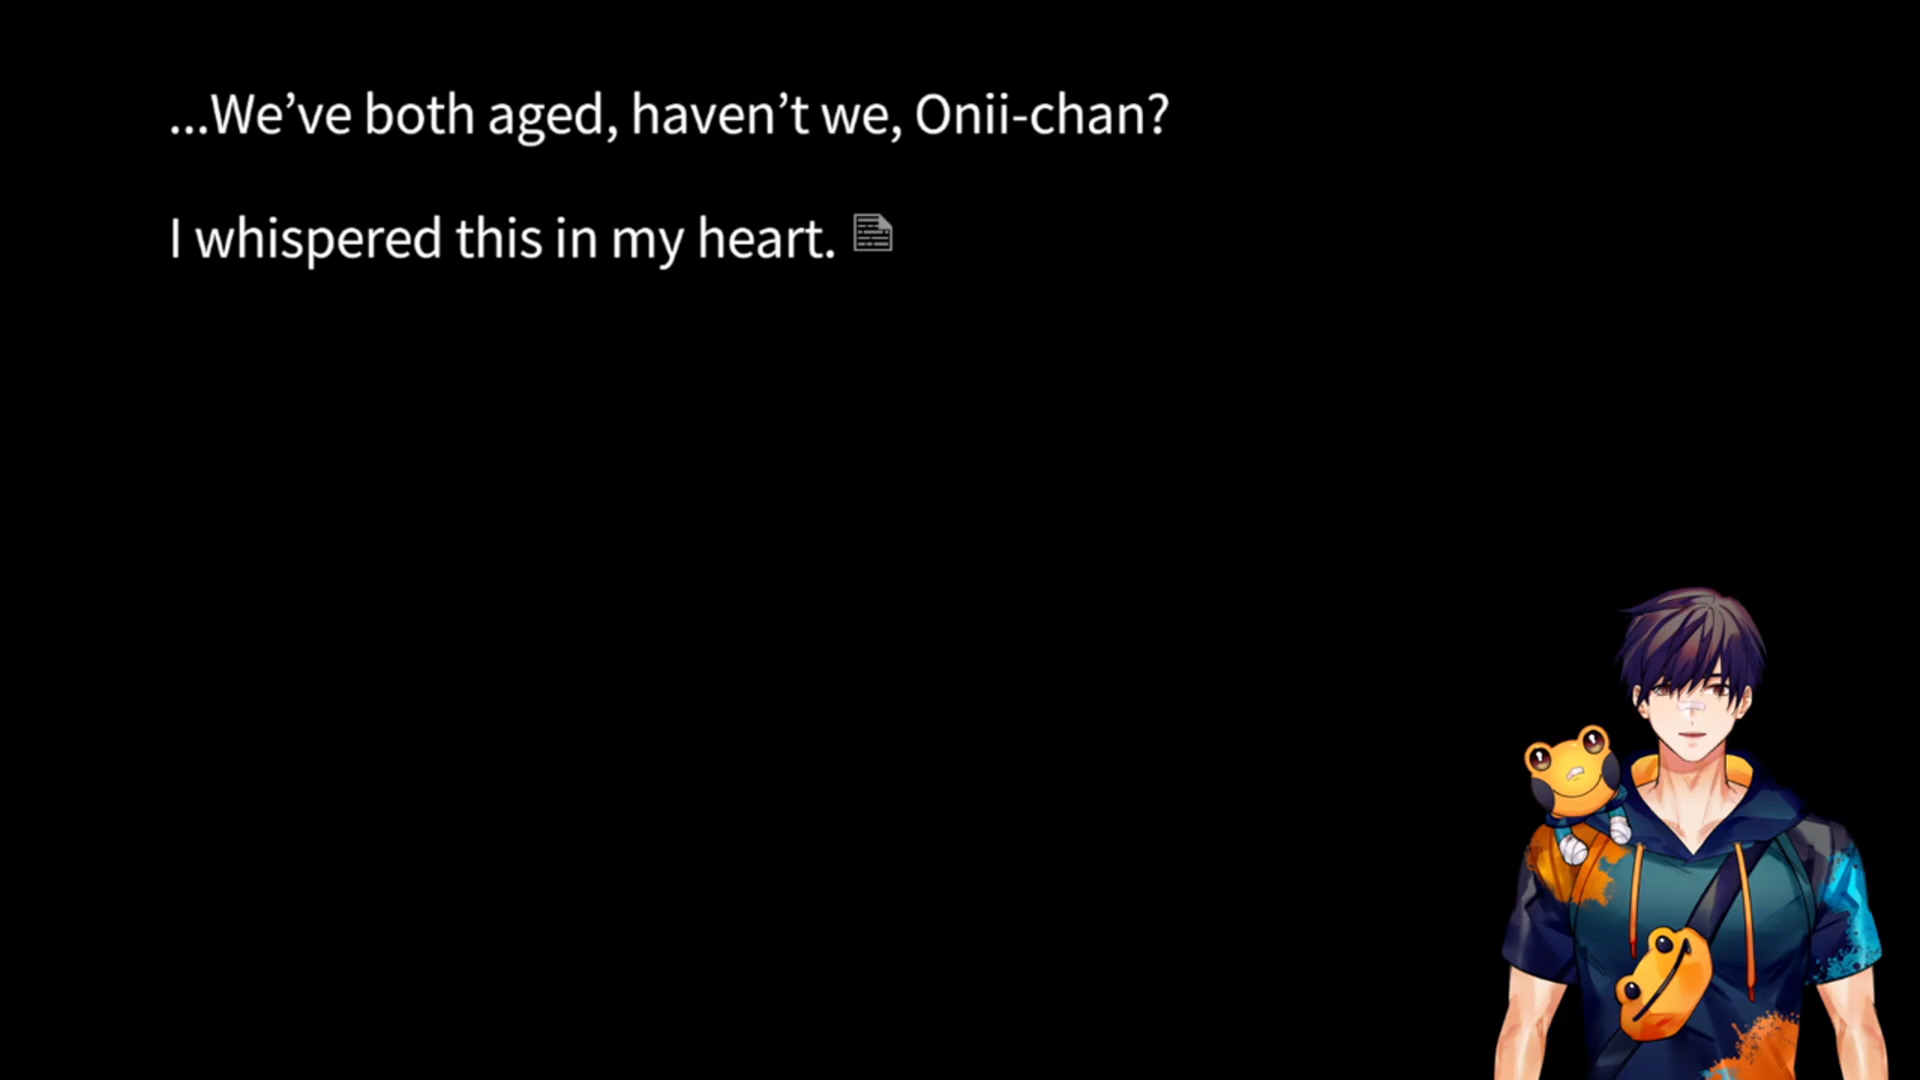 ...We’ve both aged, haven’t we, Onii-chan?
I whispered this in my heart.